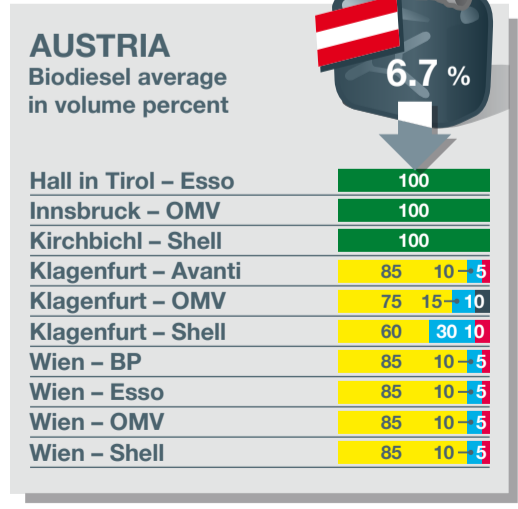 AUSTRIA
Biodiesel average
in volume percent
6.7 %
Hall in Tirol – Esso 100
Innsbruck – OMV 100
Kirchbichl – Shell 100
Klagenfurt – Avanti 85 10 5
Klagenfurt – OMV 75 15 10
Klagenfurt – Shell 60 30 10
Wien – BP 85 10 5
Wien – Esso 85 10 5
Wien – OMV 85 10 5
Wien – Shell 85 10 5